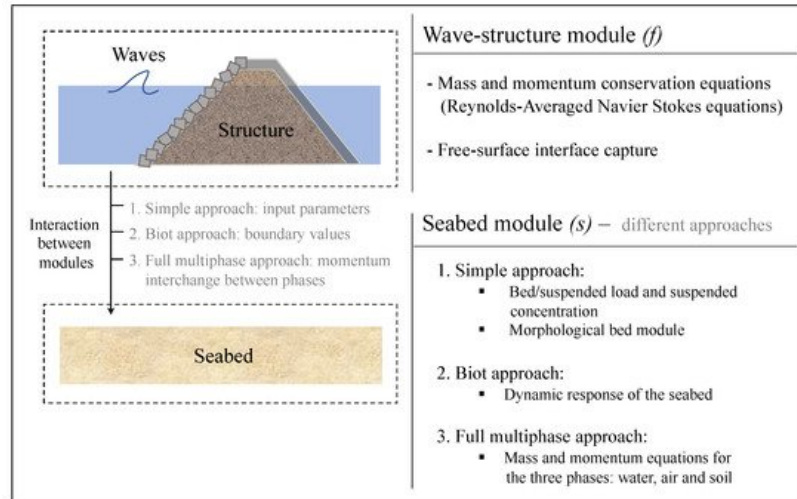 Waves
Structure
Interaction
between
modules
1. Simple approach: input parameters
2. Biot approach: boundary values
3. Full multiphase approach: momentum
interchange between phases
Seabed
Wave-structure module (f)
- Mass and momentum conservation equations
(Reynolds-Averaged Navier Stokes equations)
- Free-surface interface capture
Seabed module (s) – different approaches
1. Simple approach:
▪ Bed/suspended load and suspended
concentration
▪ Morphological bed module
2. Biot approach:
▪ Dynamic response of the seabed
3. Full multiphase approach:
▪ Mass and momentum equations for
the three phases: water, air and soil